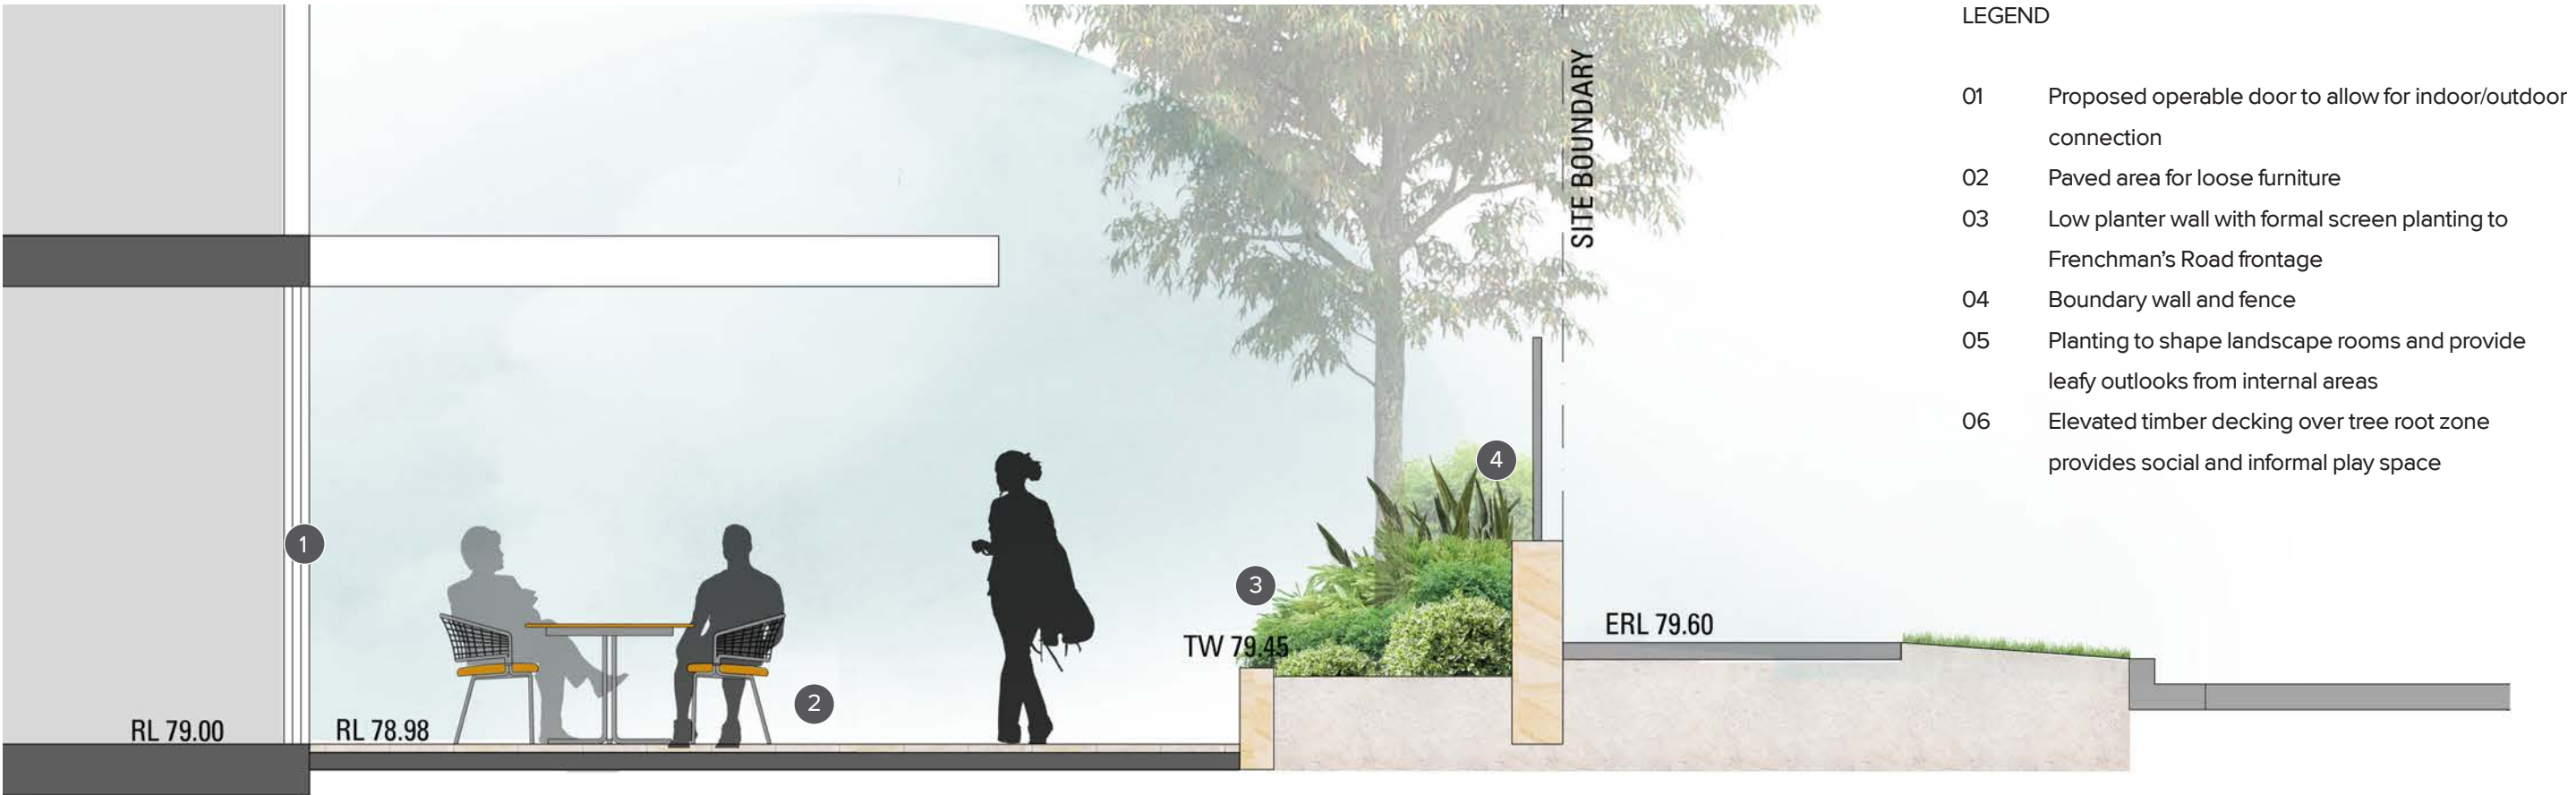 LEGEND
01 Proposed operable door to allow for indoor/outdoor
connection
02 Paved area for loose furniture
03 Low planter wall with formal screen planting to
Frenchman’s Road frontage
04 Boundary wall and fence
05 Planting to shape landscape rooms and provide
leafy outlooks from internal areas
06 Elevated timber decking over tree root zone
provides social and informal play space
SITE BOUNDARY
4
1
3
ERL 79.60
TW 79.45
2
RL 79.00
RL 78.98